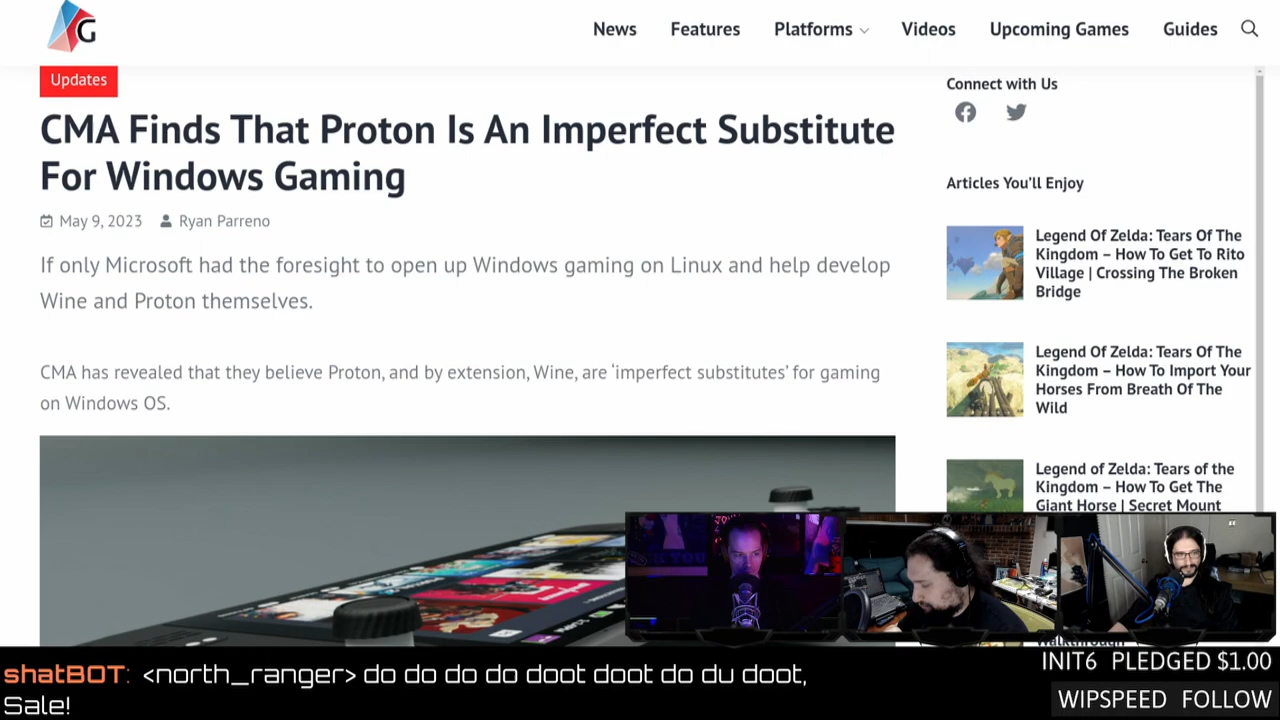 G
News Features Platforms Videos Upcoming Games Guides
Updates
CMA Finds That Proton Is An Imperfect Substitute
For Windows Gaming
May 9, 2023 Ryan Parreno
If only Microsoft had the foresight to open up Windows gaming on Linux and help develop
Wine and Proton themselves.
CMA has revealed that they believe Proton, and by extension, Wine, are ‘imperfect substitutes’ for gaming
on Windows OS.
Connect with Us
Articles You’ll Enjoy
Legend Of Zelda: Tears Of The
Kingdom – How To Get To Rito
Village | Crossing The Broken
Bridge
Legend Of Zelda: Tears Of The
Kingdom – How To Import Your
Horses From Breath Of The
Wild
Legend of Zelda: Tears of the
Kingdom – How To Get The
Giant Horse | Secret Mount
shatBOT: <north_ranger> do do do do doot doot do du doot,
Sale!
INIT6 PLEDGED $1.00
WIPSPEED FOLLOW